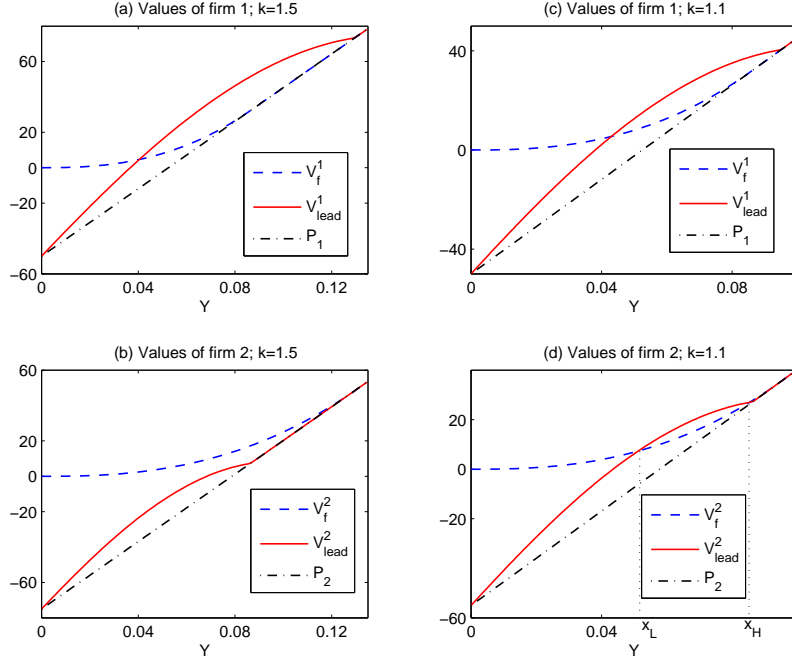 (a) Values of firm 1; k=1.5
60
20
0
−20
−60
0
0.04
0.08
0.12
Y
V_f^1
V_lead^1
P_1
(c) Values of firm 1; k=1.1
40
0
−40
0
0.04
0.08
Y
V_f^1
V_lead^1
P_1
(b) Values of firm 2; k=1.5
60
20
0
−20
−60
0
0.04
0.08
0.12
Y
V_f^2
V_lead^2
P_2
(d) Values of firm 2; k=1.1
20
0
−20
−60
0
0.04
x_L
x_H
Y
V_f^2
V_lead^2
P_2